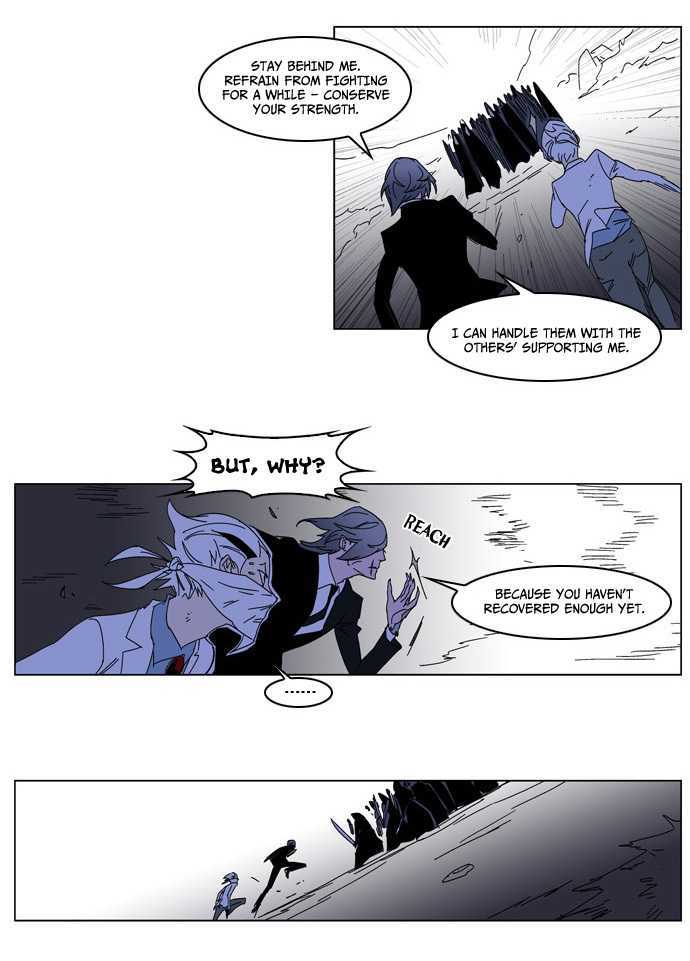 STAY BEHIND ME.
REFRAIN FROM FIGHTING
FOR A WHILE - CONSERVE
YOUR STRENGTH.
I CAN HANDLE THEM WITH THE
OTHERS' SUPPORTING ME.
BUT, WHY?
REACH
BECAUSE YOU HAVEN'T
RECOVERED ENOUGH YET.
......